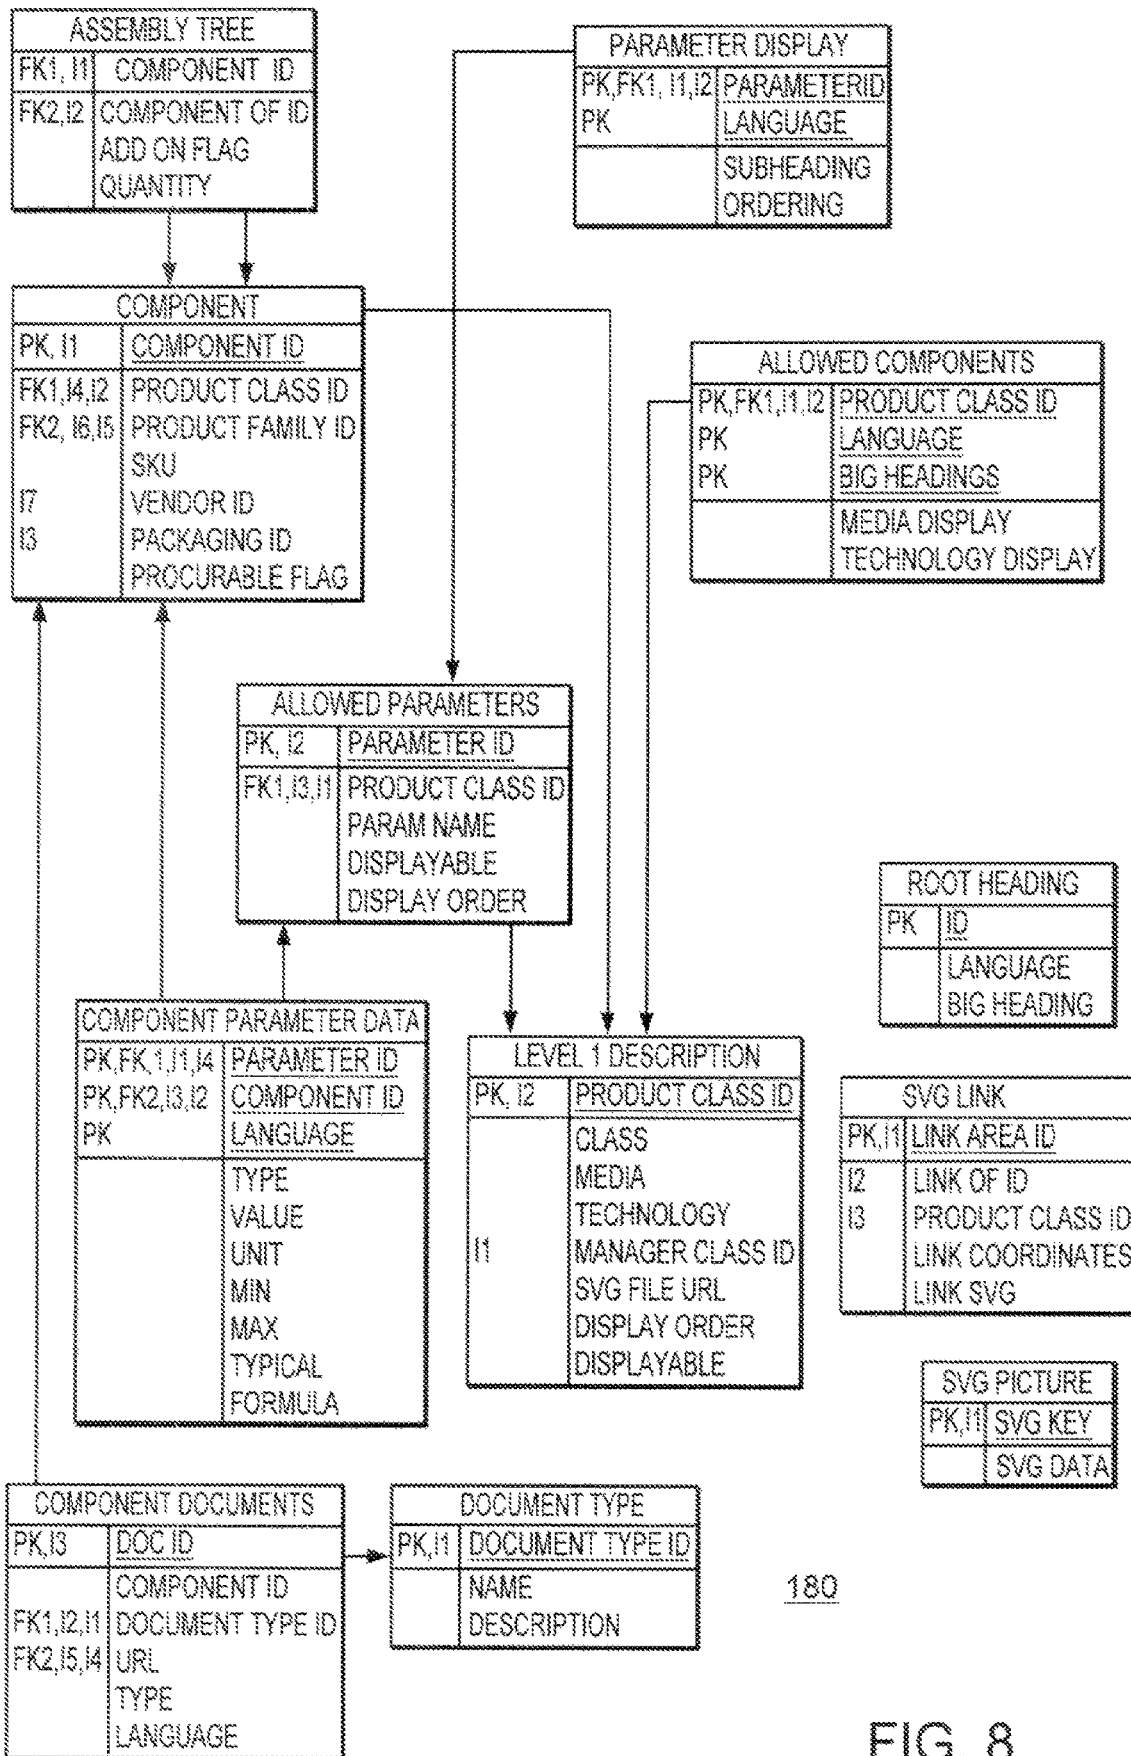 ASSEMBLY TREE
FK1, I1 COMPONENT ID
FK2,I2 COMPONENT OF ID
ADD ON FLAG
QUANTITY
PARAMETER DISPLAY
PK,FK1, I1,I2 PARAMETERID
PK LANGUAGE
SUBHEADING
ORDERING
COMPONENT
PK, I1 COMPONENT ID
FK1,I4,I2 PRODUCT CLASS ID
FK2, I6,I5 PRODUCT FAMILY ID
SKU
I7 VENDOR ID
I3 PACKAGING ID
PROCURABLE FLAG
ALLOWED COMPONENTS
PK,FK1,I1,I2 PRODUCT CLASS ID
PK LANGUAGE
PK BIG HEADINGS
MEDIA DISPLAY
TECHNOLOGY DISPLAY
ALLOWED PARAMETERS
PK, I2 PARAMETER ID
FK1,I3,I1 PRODUCT CLASS ID
PARAM NAME
DISPLAYABLE
DISPLAY ORDER
ROOT HEADING
PK ID
LANGUAGE
BIG HEADING
COMPONENT PARAMETER DATA
PK,FK,1,I1,I4 PARAMETER ID
PK,FK2,I3,I2 COMPONENT ID
PK LANGUAGE
TYPE
VALUE
UNIT
MIN
MAX
TYPICAL
FORMULA
LEVEL 1 DESCRIPTION
PK, I2 PRODUCT CLASS ID
CLASS
MEDIA
TECHNOLOGY
I1 MANAGER CLASS ID
SVG FILE URL
DISPLAY ORDER
DISPLAYABLE
SVG LINK
PK,I1 LINK AREA ID
I2 LINK OF ID
I3 PRODUCT CLASS ID
LINK COORDINATES
LINK SVG
SVG PICTURE
PK,I1 SVG KEY
SVG DATA
COMPONENT DOCUMENTS
PK,I3 DOC ID
COMPONENT ID
FK1,I2,I1 DOCUMENT TYPE ID
FK2,I5,I4 URL
TYPE
LANGUAGE
DOCUMENT TYPE
PK,I1 DOCUMENT TYPE ID
NAME
DESCRIPTION
180
FIG. 8